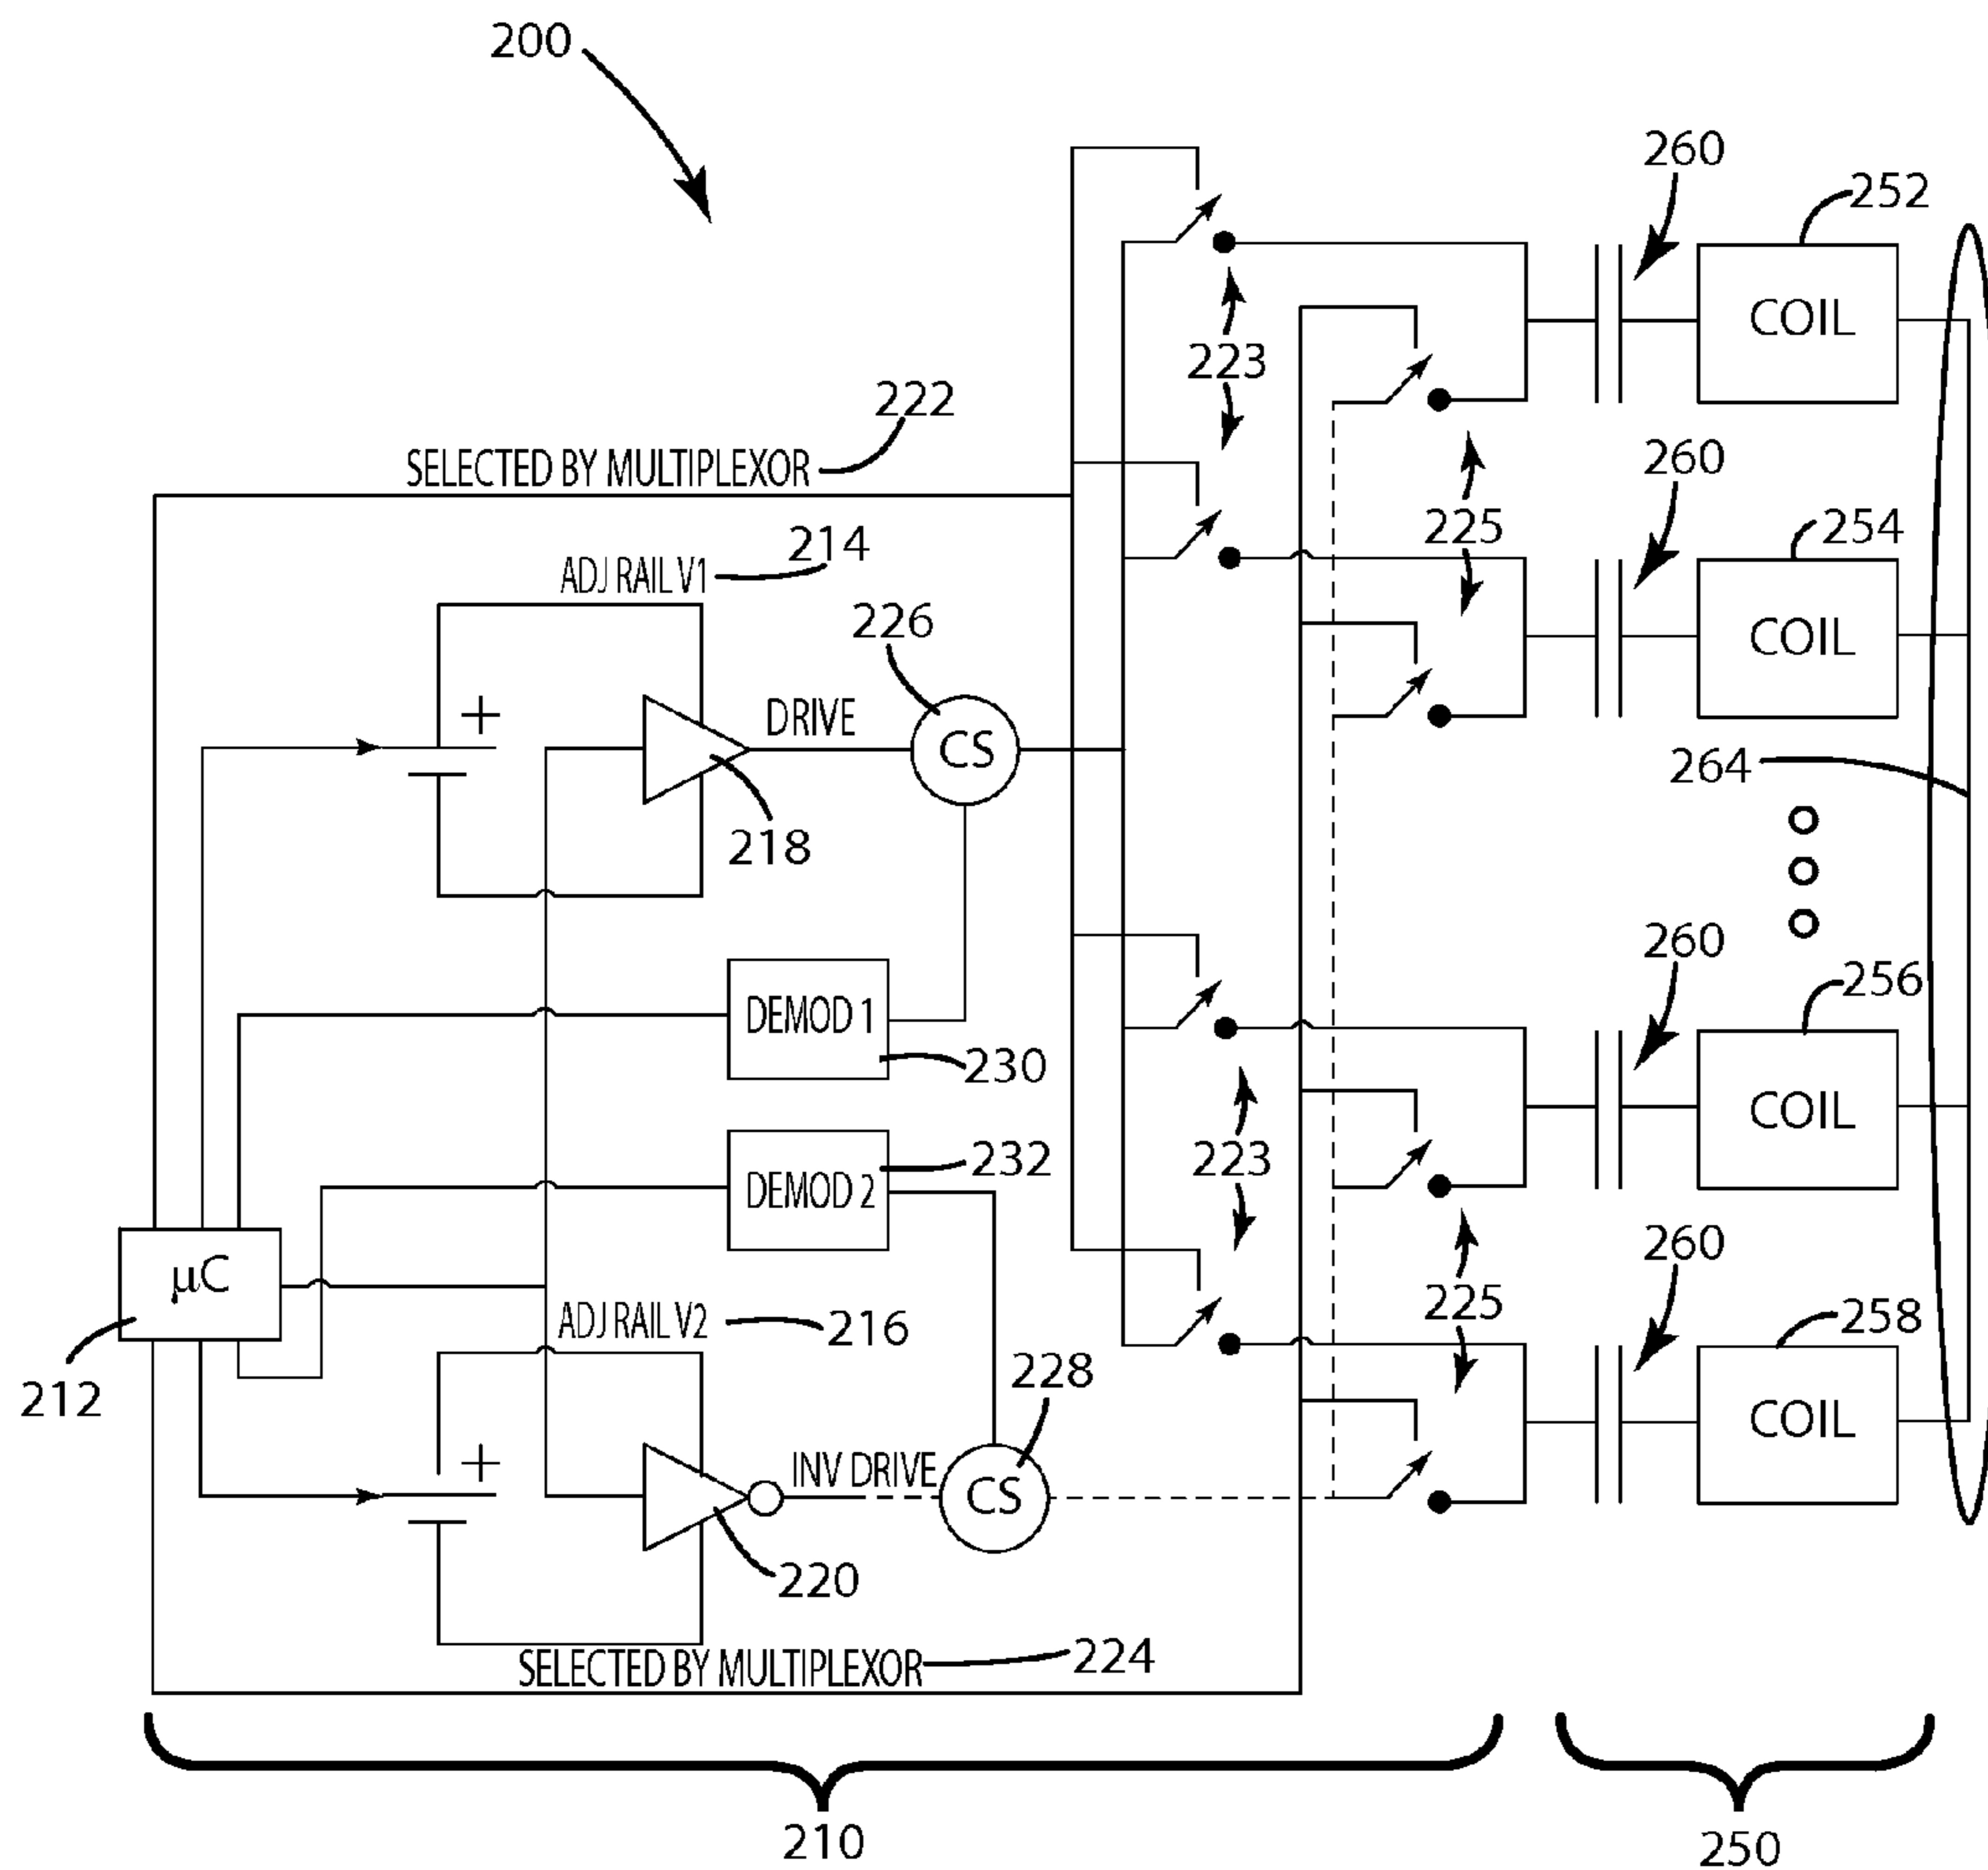 200
260
252
COIL
223
222
SELECTED BY MULTIPLEXOR
225
260
254
COIL
214
ADJ RAIL V1
226
+
DRIVE
CS
218
264
260
256
COIL
DEMOD 1
230
232
DEMOD 2
223
µC
212
ADJ RAIL V2
216
225
260
258
COIL
228
+
INV DRIVE
CS
220
SELECTED BY MULTIPLEXOR
224
210
250